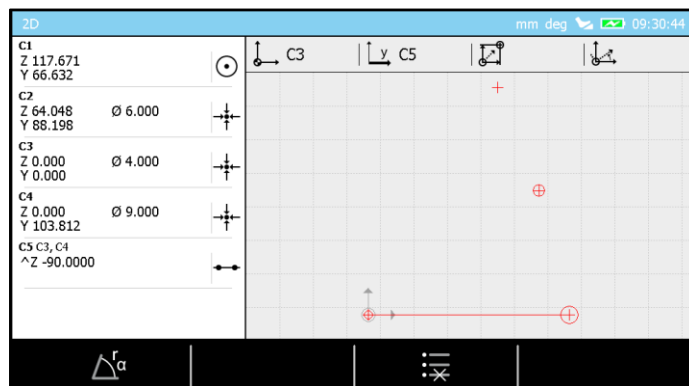 2D mm deg 09:30:44
C1
Z 117.671
Y 66.632
C2
Z 64.048 Ø 6.000
Y 88.198
C3
Z 0.000 Ø 4.000
Y 0.000
C4
Z 0.000 Ø 9.000
Y 103.812
C5 C3, C4
^Z -90.0000
C3
y C5
r
α